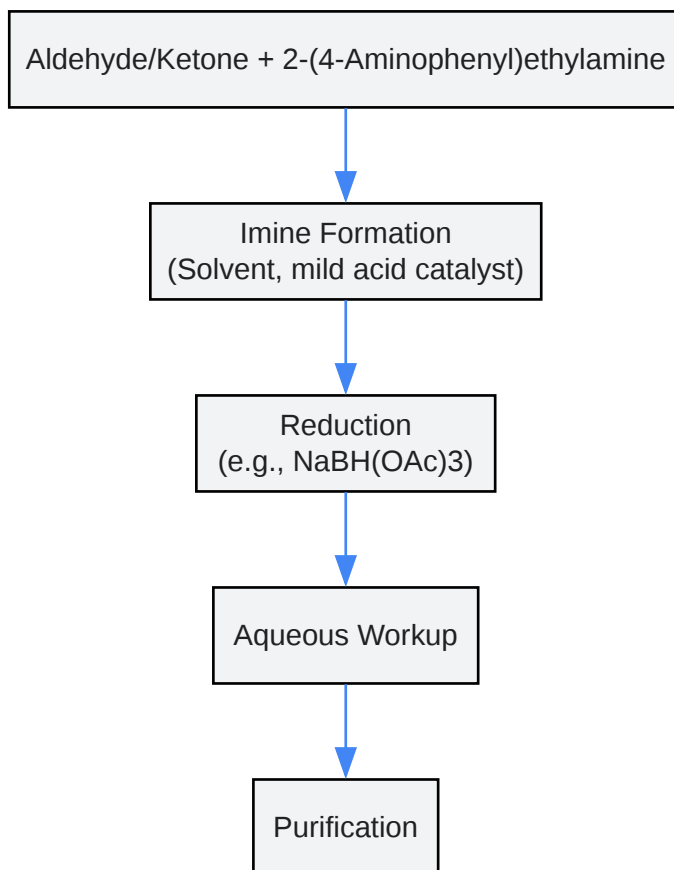 Aldehyde/Ketone + 2-(4-Aminophenyl)ethylamine
Imine Formation
(Solvent, mild acid catalyst)
Reduction
(e.g., NaBH(OAc)3)
Aqueous Workup
Purification